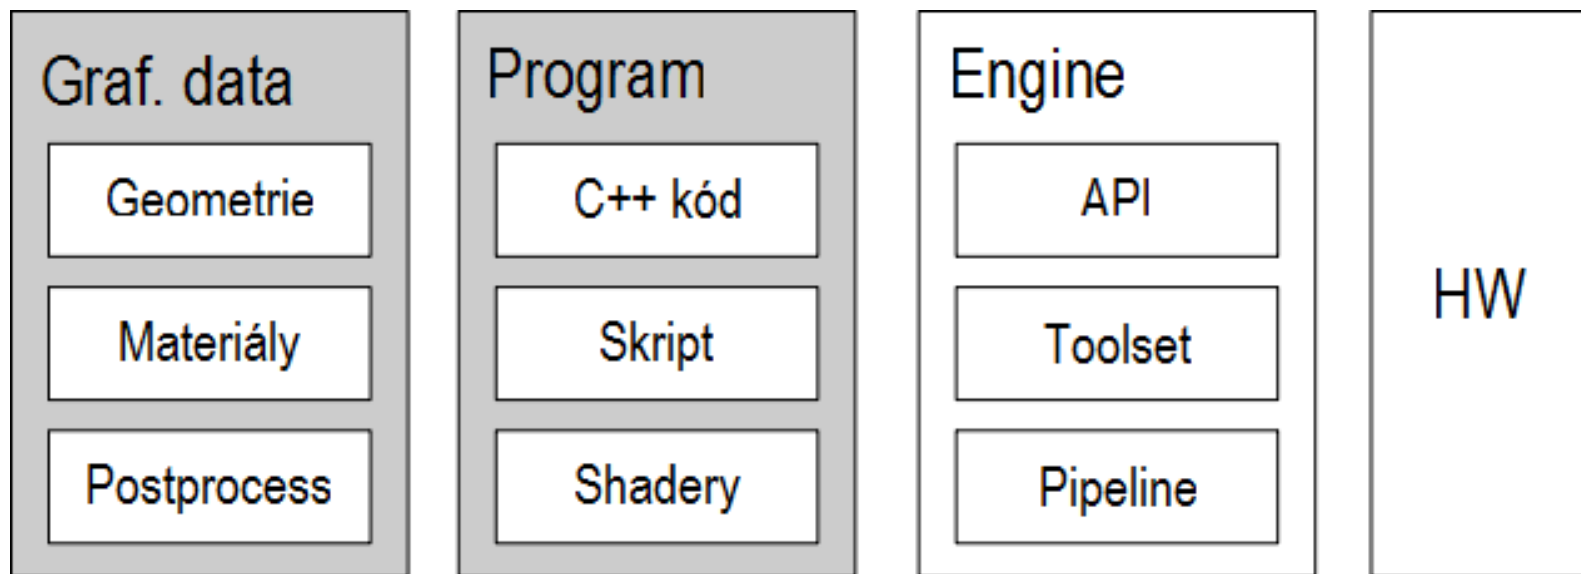 Graf. data
Geometrie
Materiály
Postprocess
Program
C++ kód
Skript
Shadery
Engine
API
Toolset
Pipeline
HW